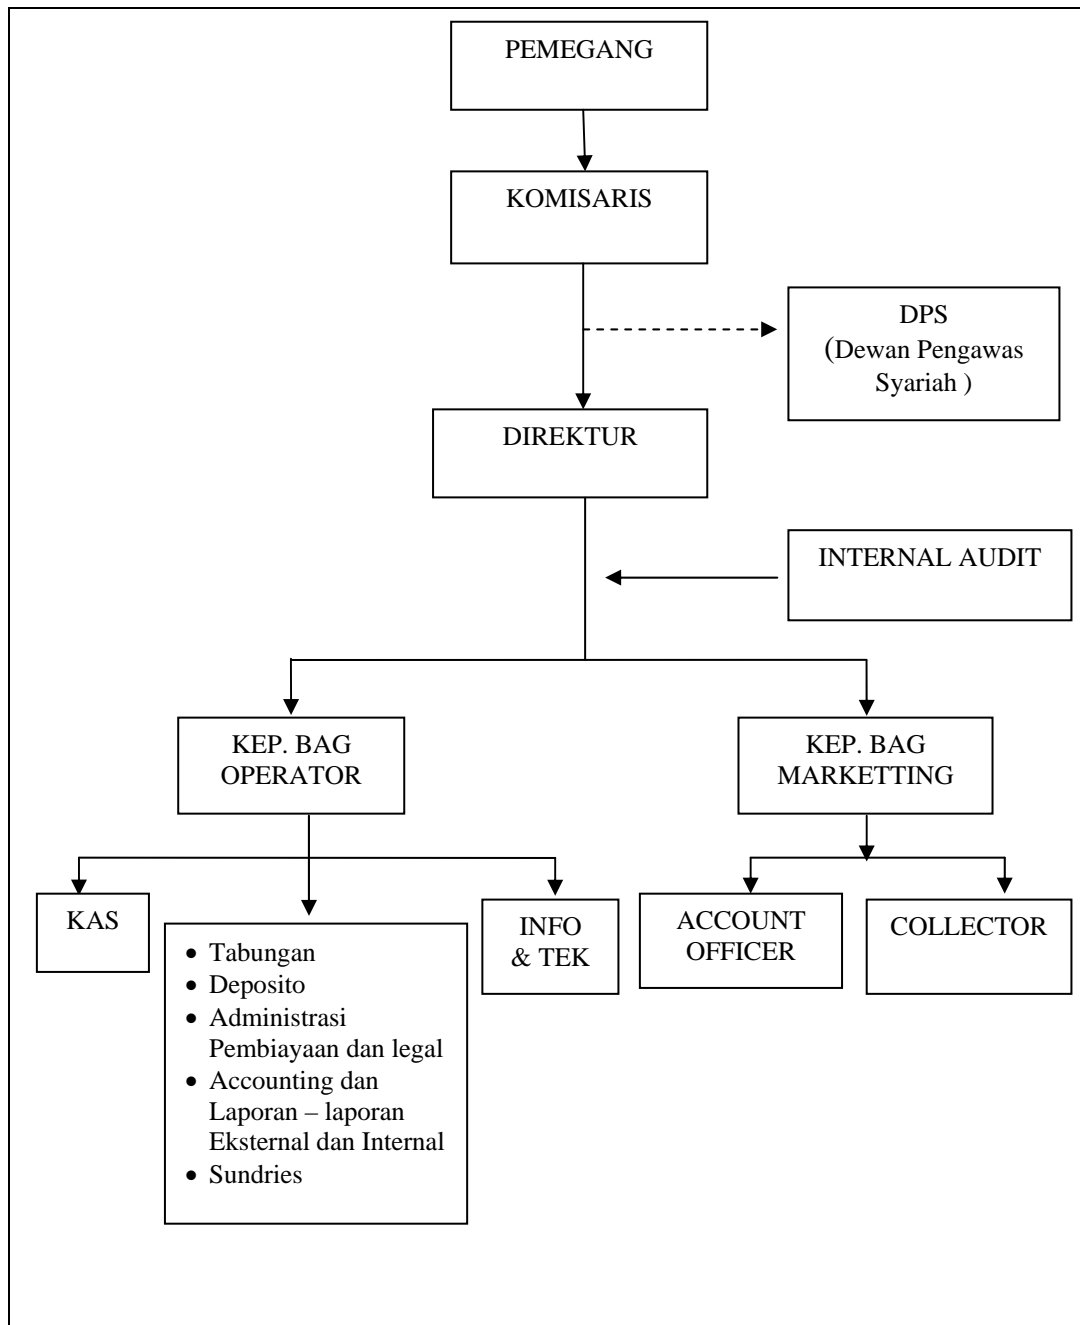 PEMEGANG
KOMISARIS
DPS
(Dewan Pengawas
Syariah )
DIREKTUR
INTERNAL AUDIT
KEP. BAG
OPERATOR
KEP. BAG
MARKETTING
KAS
• Tabungan
• Deposito
• Administrasi
Pembiayaan dan legal
• Accounting dan
Laporan – laporan
Eksternal dan Internal
• Sundries
INFO
& TEK
ACCOUNT
OFFICER
COLLECTOR